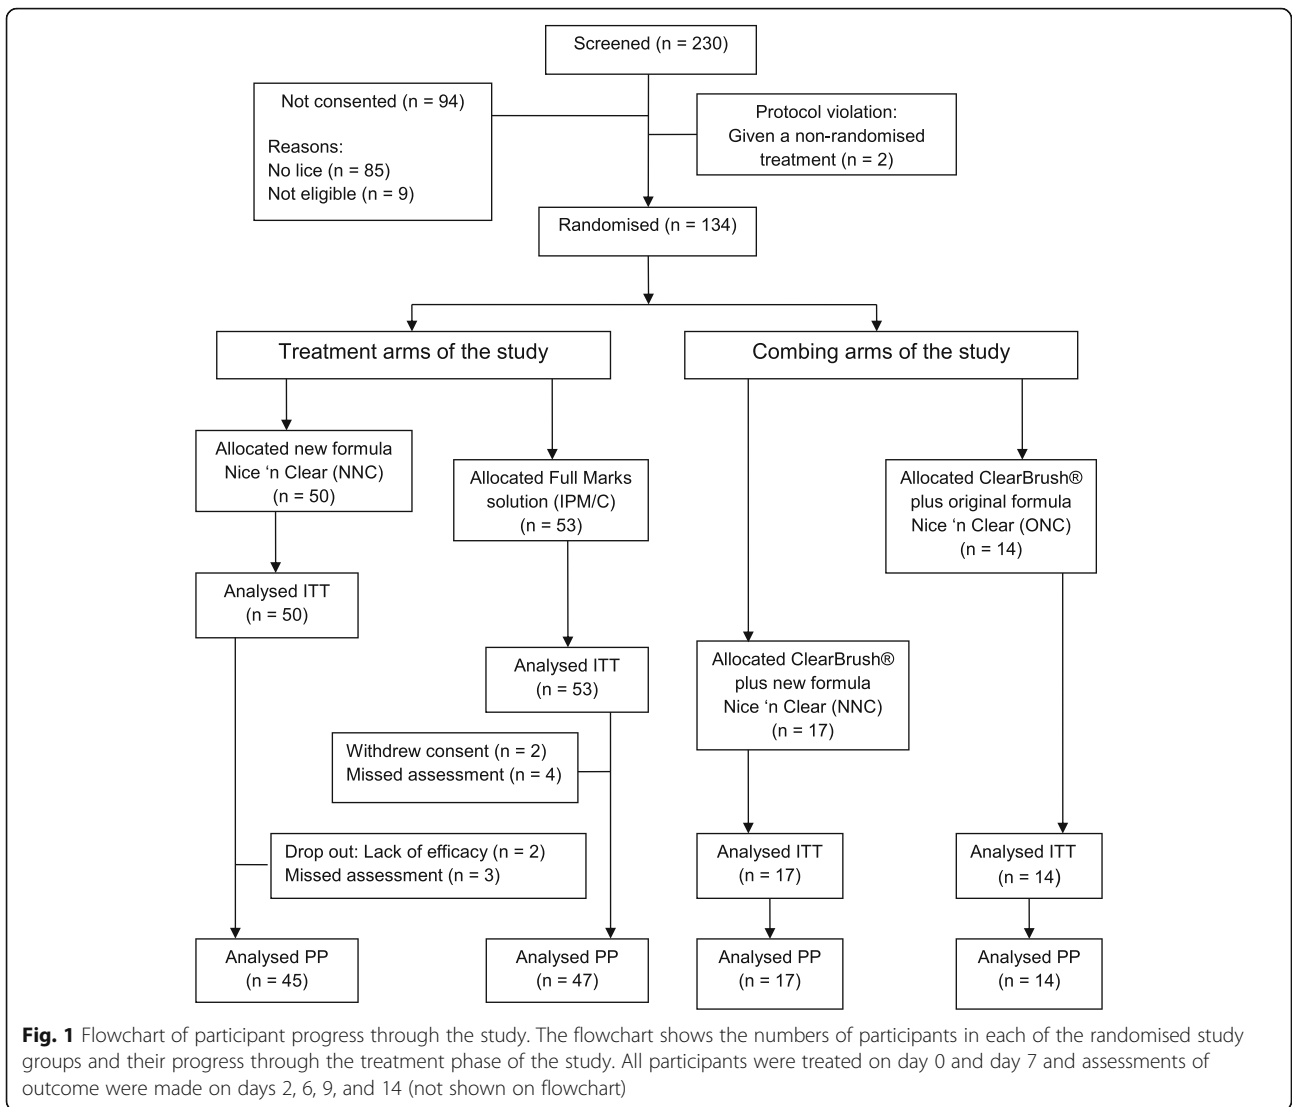 Screened (n = 230)
Not consented (n = 94)
Reasons:
No lice (n = 85)
Not eligible (n = 9)
Protocol violation:
Given a non-randomised
treatment (n = 2)
Randomised (n = 134)
Treatment arms of the study
Combing arms of the study
Allocated new formula
Nice ‘n Clear (NNC)
(n = 50)
Allocated Full Marks
solution (IPM/C)
(n = 53)
Allocated ClearBrush®
plus original formula
Nice ‘n Clear (ONC)
(n = 14)
Analysed ITT
(n = 50)
Analysed ITT
(n = 53)
Allocated ClearBrush®
plus new formula
Nice ‘n Clear (NNC)
(n = 17)
Withdrew consent (n = 2)
Missed assessment (n = 4)
Drop out: Lack of efficacy (n = 2)
Missed assessment (n = 3)
Analysed ITT
(n = 17)
Analysed ITT
(n = 14)
Analysed PP
(n = 45)
Analysed PP
(n = 47)
Analysed PP
(n = 17)
Analysed PP
(n = 14)
Fig. 1 Flowchart of participant progress through the study. The flowchart shows the numbers of participants in each of the randomised study
groups and their progress through the treatment phase of the study. All participants were treated on day 0 and day 7 and assessments of
outcome were made on days 2, 6, 9, and 14 (not shown on flowchart)